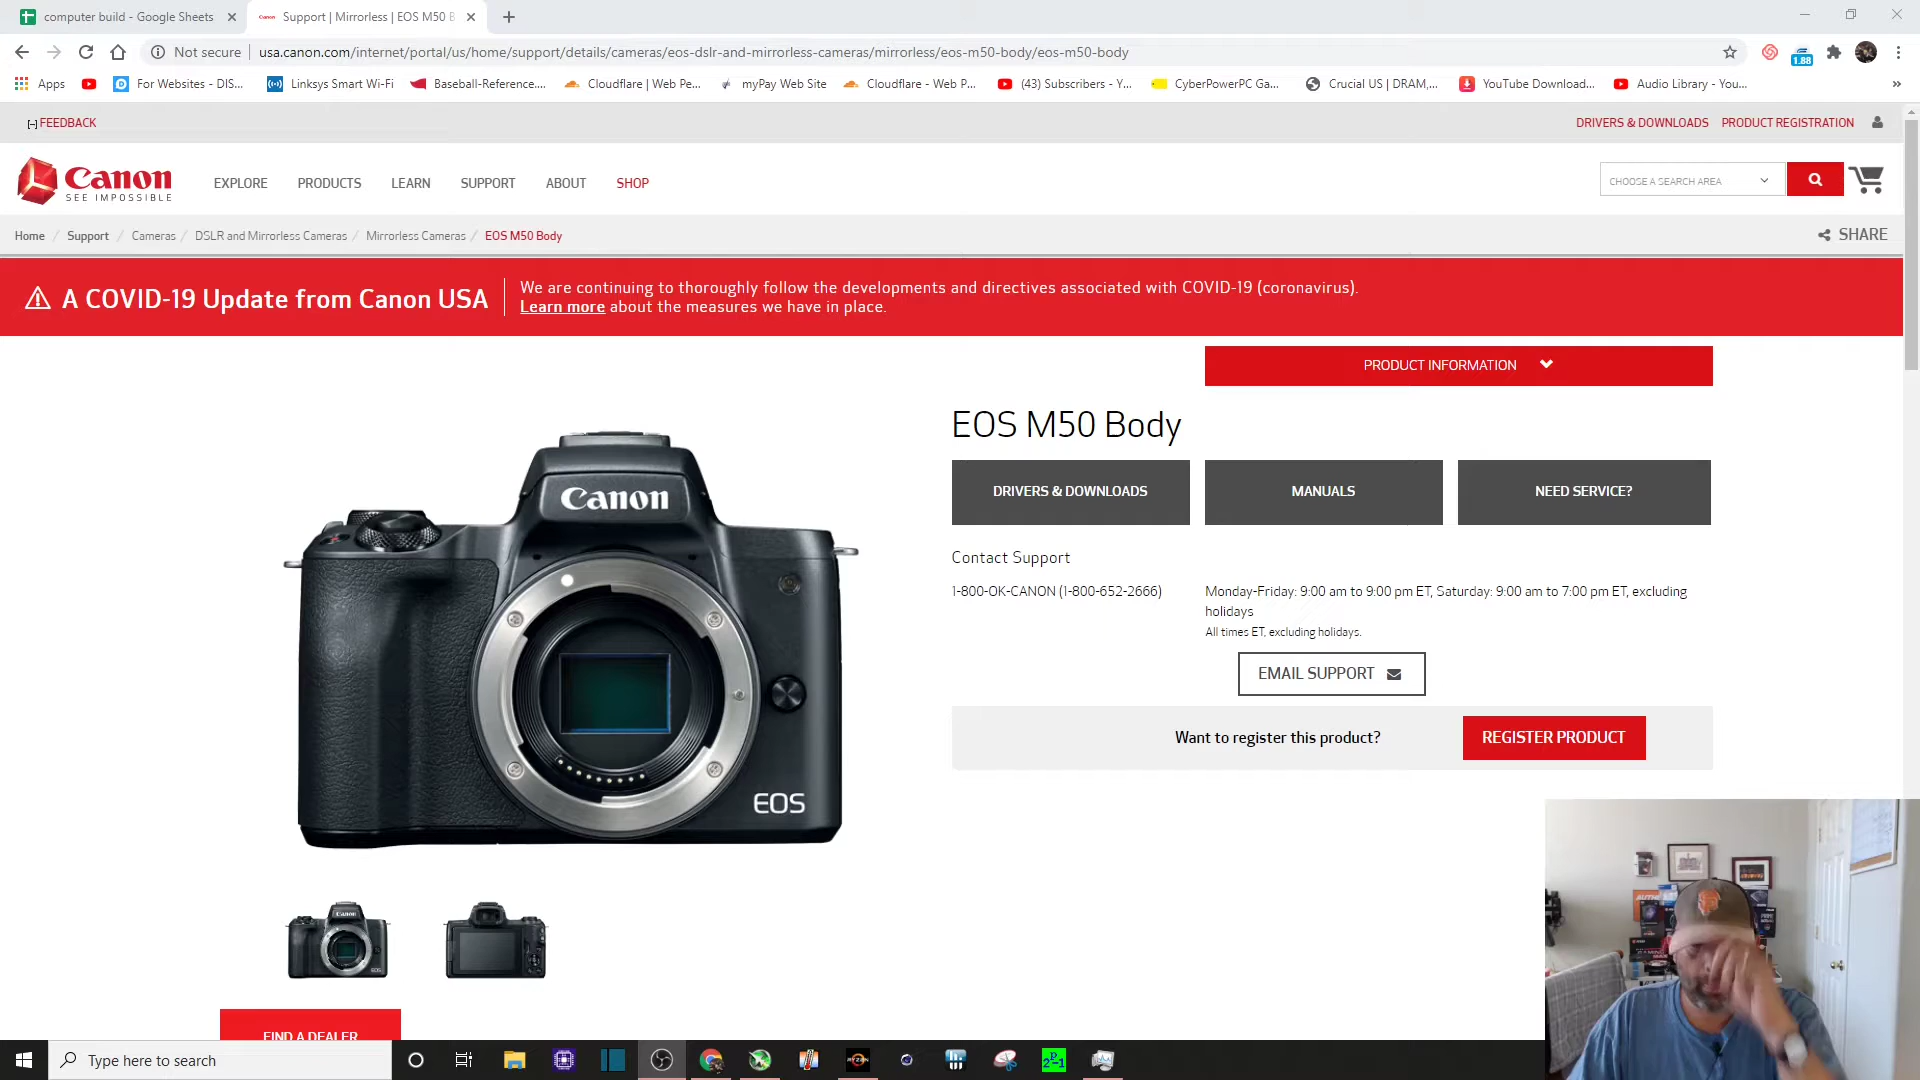 computer build - Google Sheets
Support | Mirrorless | EOS M50 B
Not secure
usa.canon.com/internet/portal/us/home/support/details/cameras/eos-dslr-and-mirrorless-cameras/mirrorless/eos-m50-body/eos-m50-body
1.88
Apps
For Websites - DIS...
Linksys Smart Wi-Fi
Baseball-Reference....
Cloudflare | Web Pe...
myPay Web Site
Cloudflare - Web P...
(43) Subscribers - Y...
CyberPowerPC Ga...
Crucial US | DRAM,...
YouTube Download...
Audio Library - You...
»
[-] FEEDBACK
DRIVERS & DOWNLOADS
PRODUCT REGISTRATION
Canon
SEE IMPOSSIBLE
EXPLORE
PRODUCTS
LEARN
SUPPORT
ABOUT
SHOP
CHOOSE A SEARCH AREA
Home / Support / Cameras / DSLR and Mirrorless Cameras / Mirrorless Cameras / EOS M50 Body
SHARE
A COVID-19 Update from Canon USA
We are continuing to thoroughly follow the developments and directives associated with COVID-19 (coronavirus).
Learn more about the measures we have in place.
PRODUCT INFORMATION
EOS M50 Body
DRIVERS & DOWNLOADS
MANUALS
NEED SERVICE?
Canon
EOS
Contact Support
1-800-OK-CANON (1-800-652-2666)
Monday-Friday: 9:00 am to 9:00 pm ET, Saturday: 9:00 am to 7:00 pm ET, excluding
holidays
All times ET, excluding holidays.
EMAIL SUPPORT
Want to register this product?
REGISTER PRODUCT
Canon
EOS
FIND A DEALER
Type here to search
RYZEN